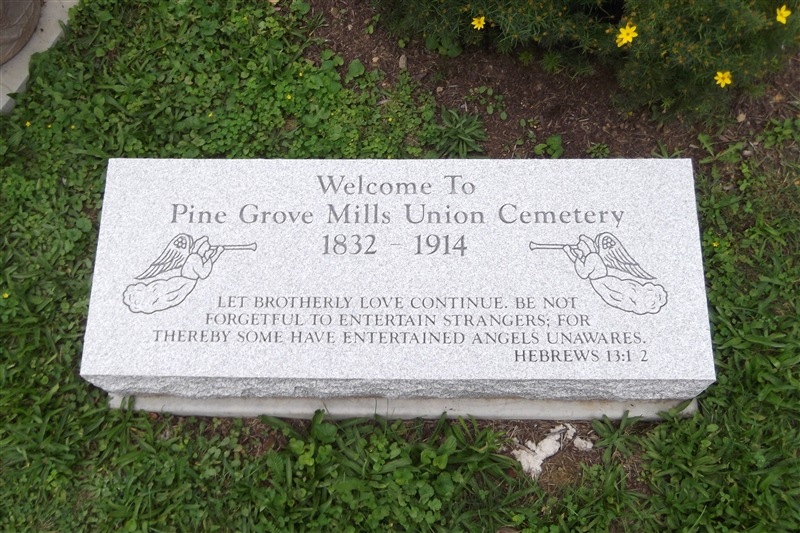 Welcome To
Pine Grove Mills Union Cemetery
1832 - 1914
LET BROTHERLY LOVE CONTINUE. BE NOT
FORGETFUL TO ENTERTAIN STRANGERS; FOR
THEREBY SOME HAVE ENTERTAINED ANGELS UNAWARES.
HEBREWS 13:1 2